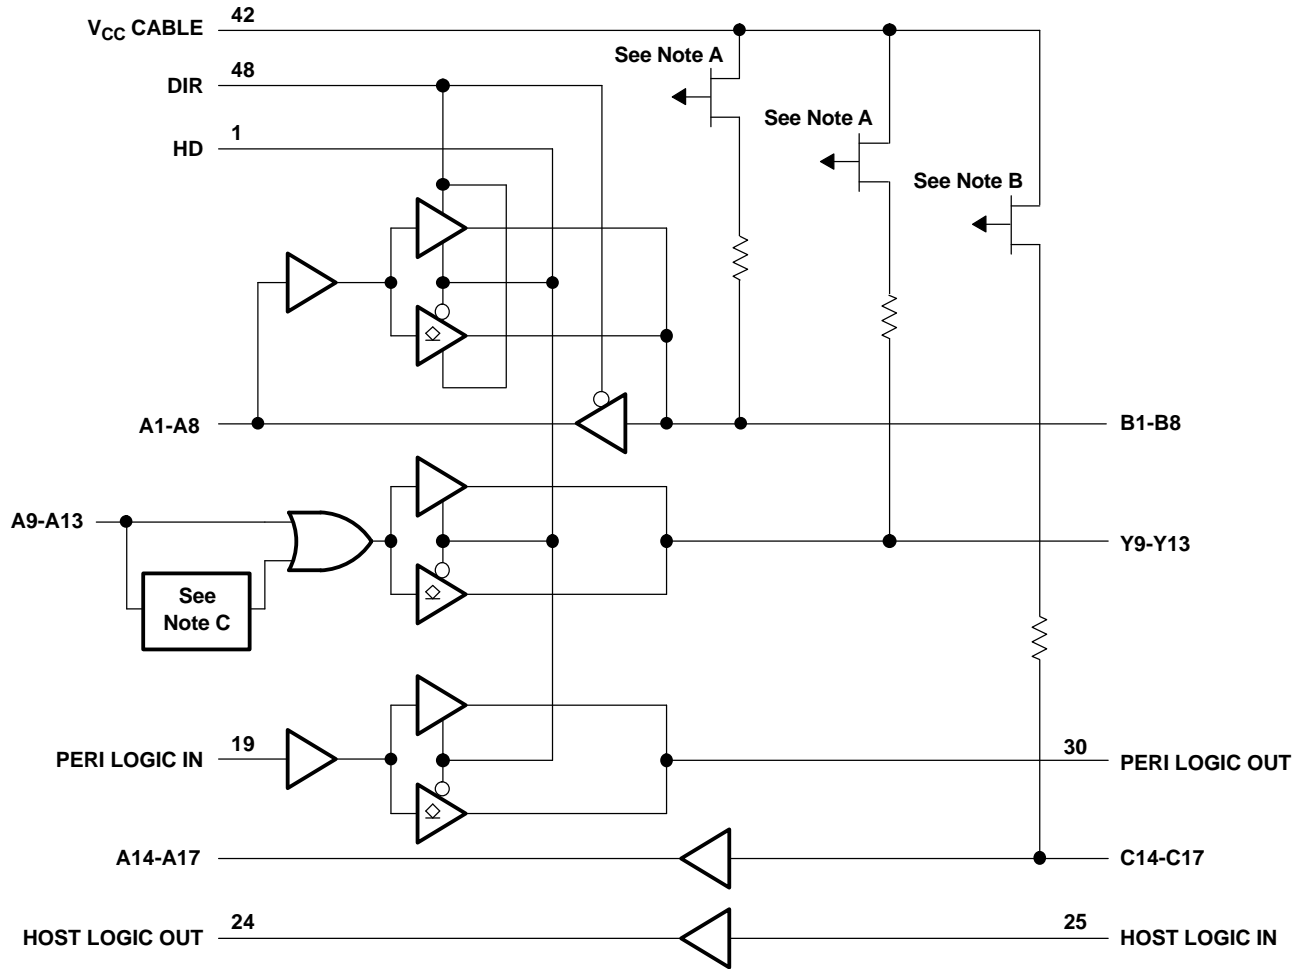 V_CC CABLE 42
DIR 48
HD 1
See Note A
See Note A
See Note B
A1-A8
B1-B8
A9-A13
See
Note C
Y9-Y13
PERI LOGIC IN 19
30 PERI LOGIC OUT
A14-A17
C14-C17
HOST LOGIC OUT 24
25 HOST LOGIC IN